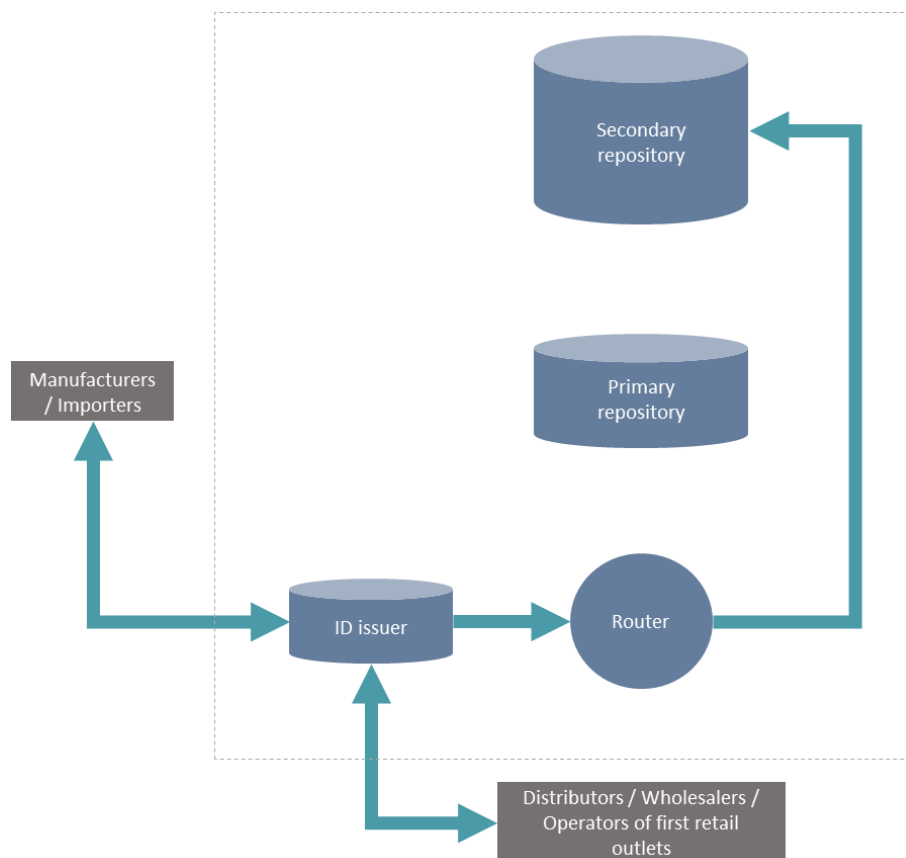 Secondary
repository
Primary
repository
Manufacturers
/ Importers
ID issuer
Router
Distributors / Wholesalers /
Operators of first retail
outlets